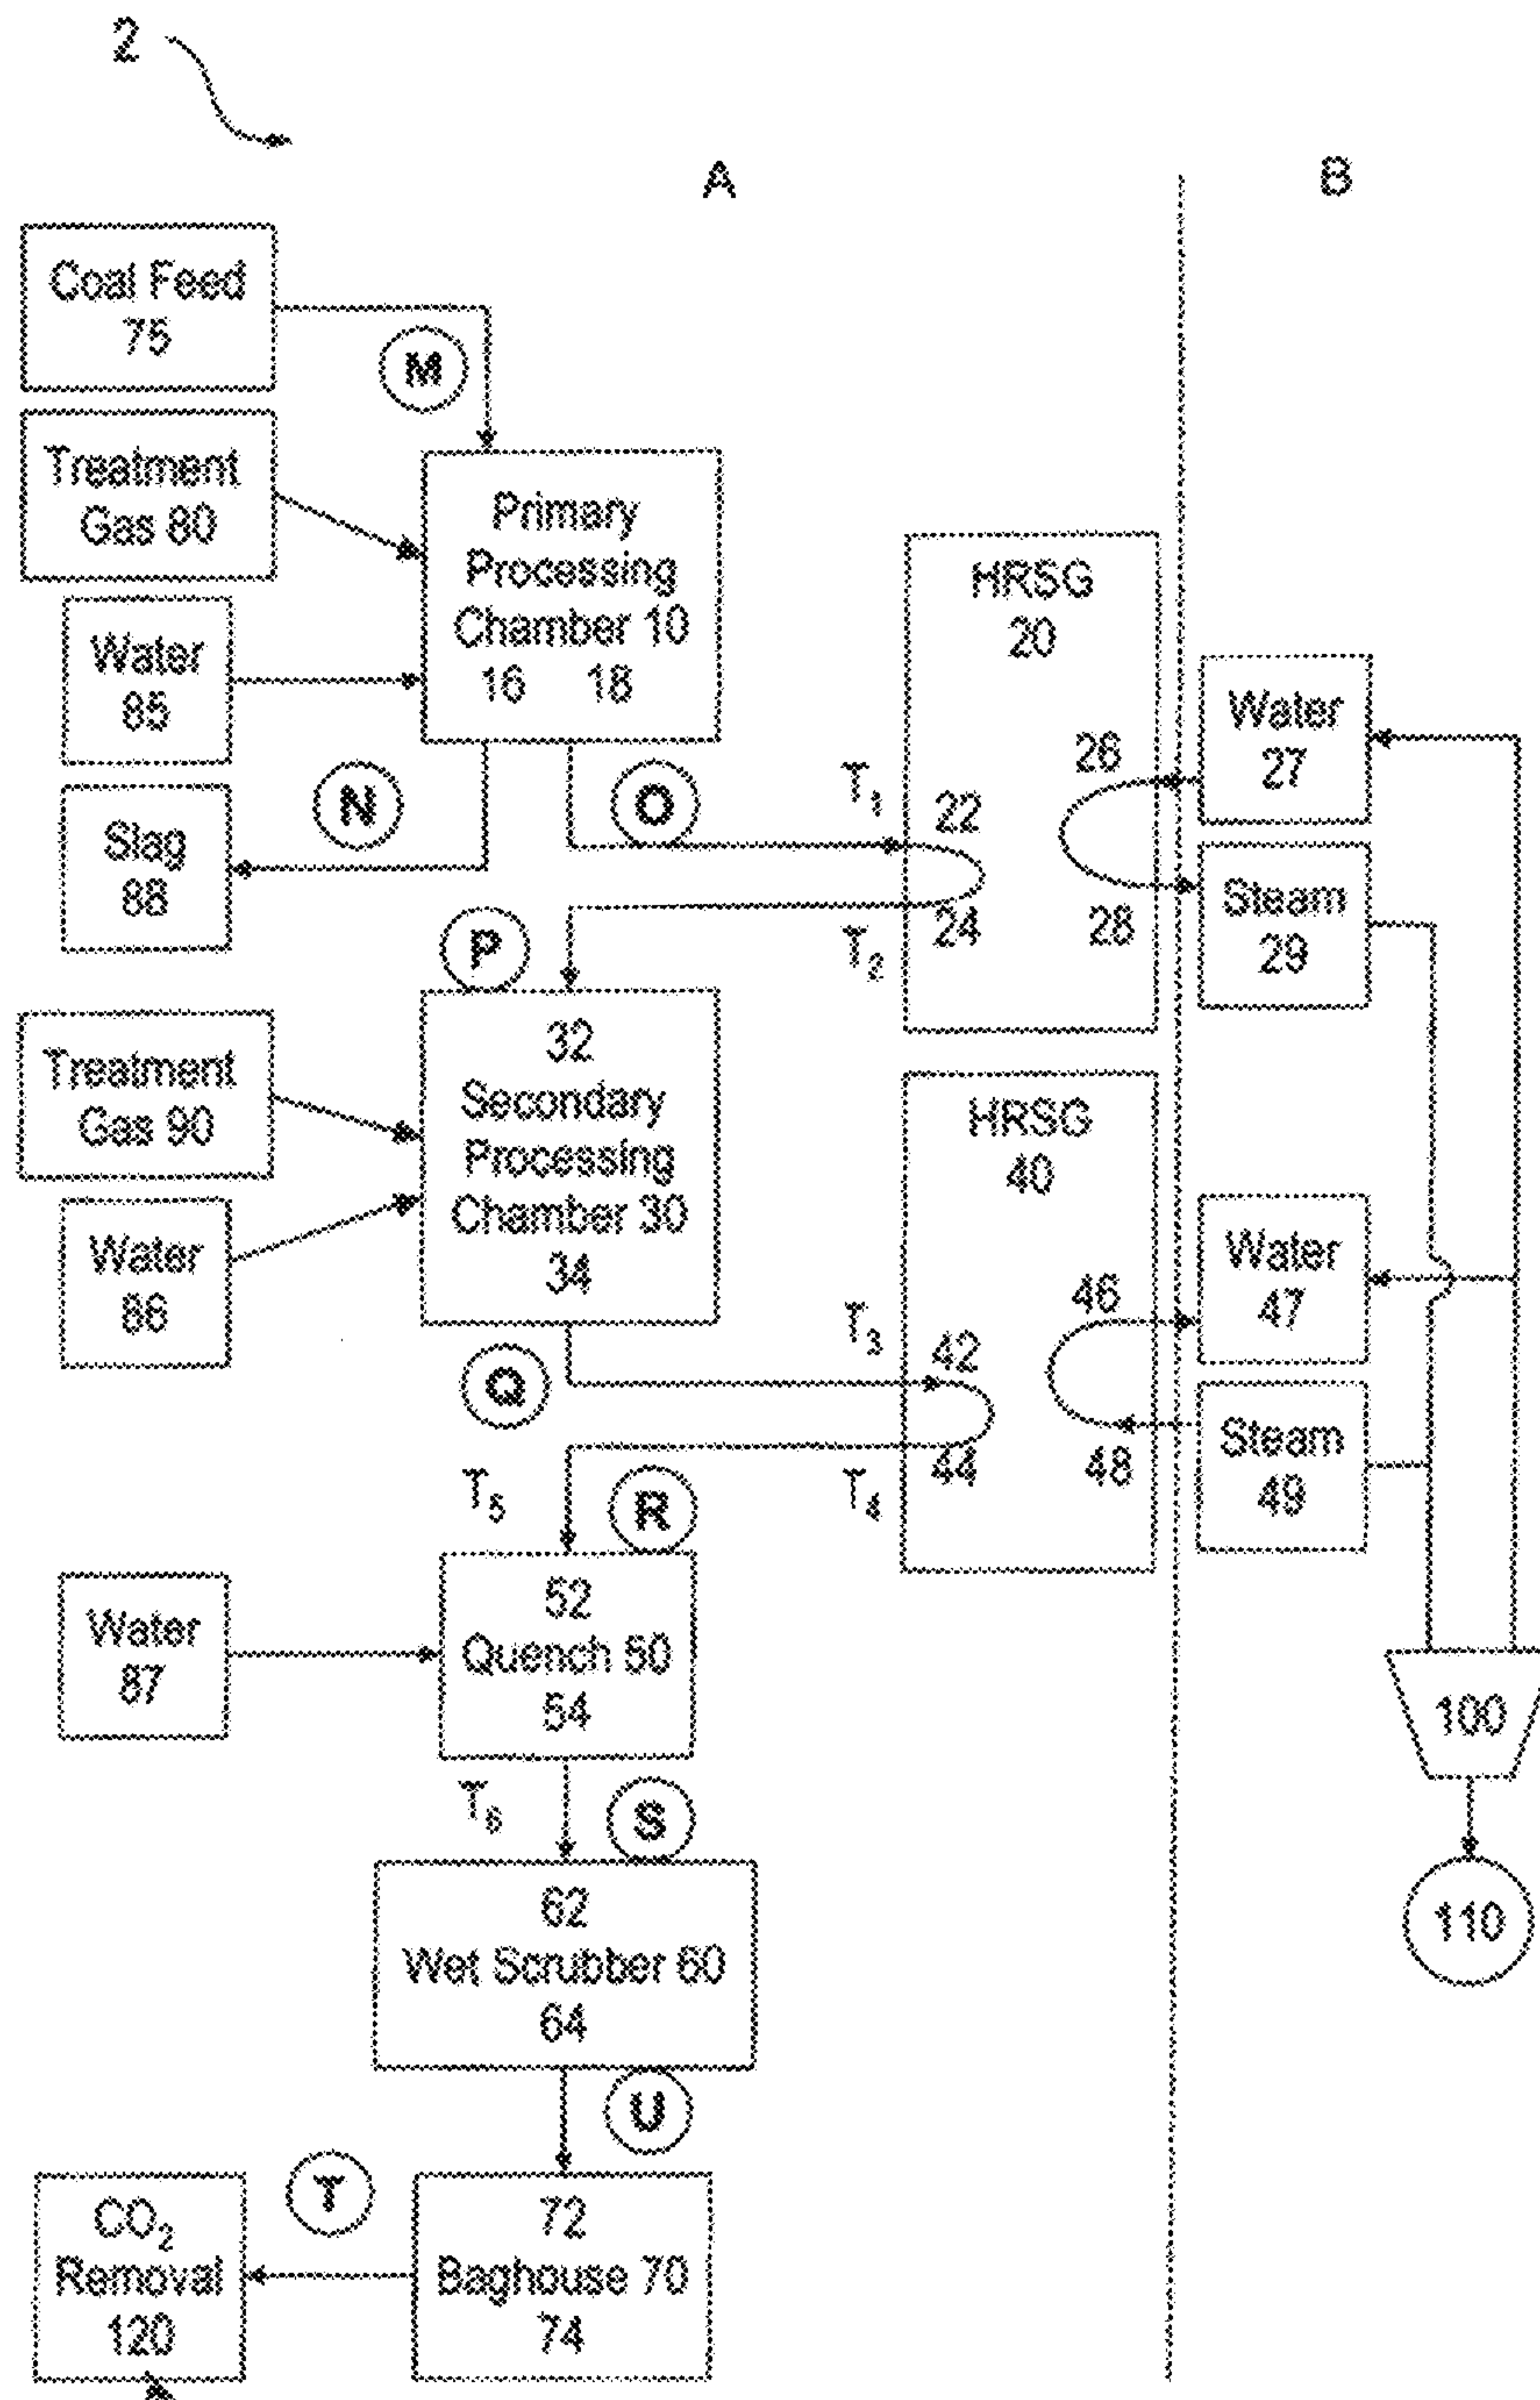 2
A
B
Coal Feed
75
M
Treatment
Gas 80
Primary
Processing
Chamber 10
16 18
HRSG
20
Water
85
Water
27
26
N
O
T1
22
Slag
88
Steam
29
24
28
P
T2
32
Secondary
Processing
Chamber 30
34
Treatment
Gas 90
HRSG
40
Water
86
Water
47
46
T3
42
Q
Steam
49
44
48
T5
R
T4
52
Quench 50
54
Water
87
100
T6
S
62
Wet Scrubber 60
64
110
U
T
CO2
Removal
120
72
Baghouse 70
74